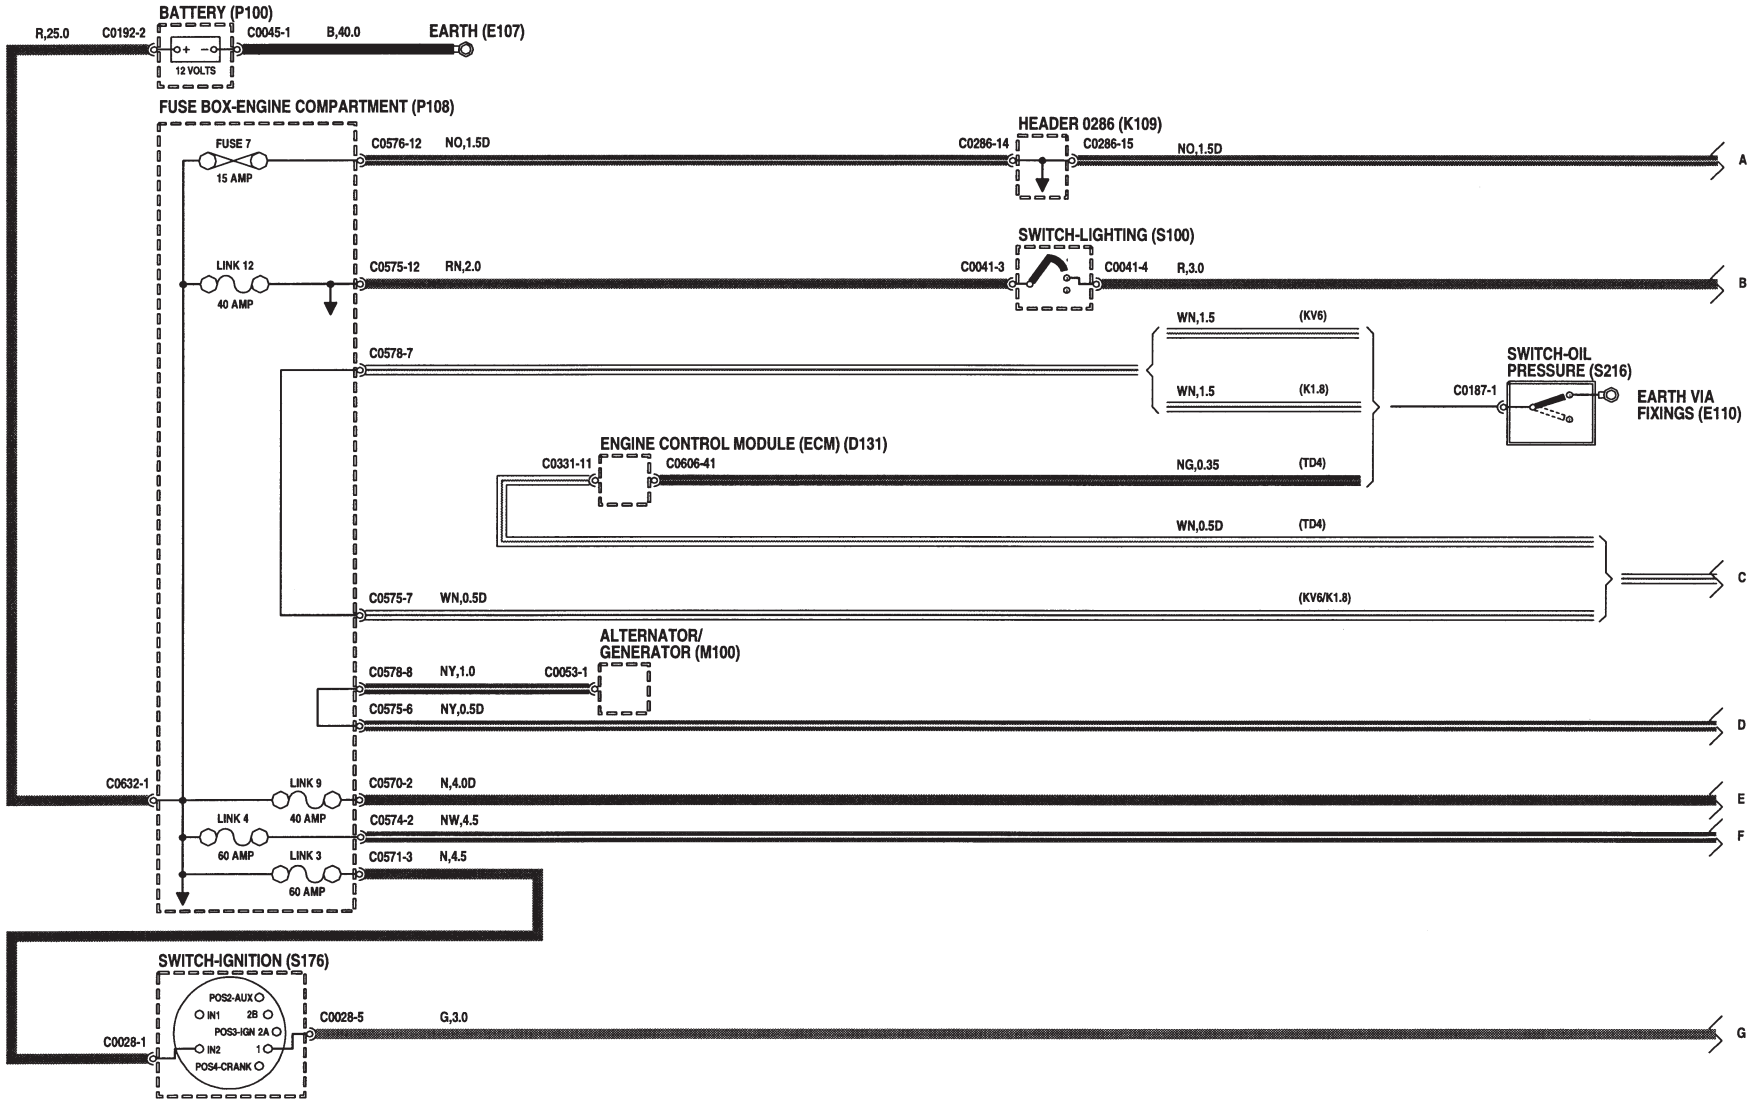 BATTERY (P100)
R,25.0 C0192-2 C0045-1 B,40.0 EARTH (E107)
+ −
12 VOLTS
FUSE BOX-ENGINE COMPARTMENT (P108)
HEADER 0286 (K109)
FUSE 7 C0576-12 NO,1.5D C0286-14 C0286-15 NO,1.5D
A
15 AMP
SWITCH-LIGHTING (S100)
LINK 12 C0575-12 RN,2.0 C0041-3 C0041-4 R,3.0
B
40 AMP
WN,1.5 (KV6)
C0578-7
SWITCH-OIL
PRESSURE (S216)
WN,1.5 (K1.8) C0187-1
EARTH VIA
FIXINGS (E110)
ENGINE CONTROL MODULE (ECM) (D131)
C0331-11 C0606-41 NG,0.35 (TD4)
WN,0.5D (TD4)
C
C0575-7 WN,0.5D (KV6/K1.8)
ALTERNATOR/
GENERATOR (M100)
C0578-8 NY,1.0 C0053-1
C0575-6 NY,0.5D
D
C0632-1 LINK 9 C0570-2 N,4.0D
E
40 AMP
LINK 4 C0574-2 NW,4.5
F
60 AMP
LINK 3 C0571-3 N,4.5
60 AMP
SWITCH-IGNITION (S176)
POS2-AUX
IN1 2B
C0028-5 G,3.0
POS3-IGN 2A
G
C0028-1 IN2 1
POS4-CRANK